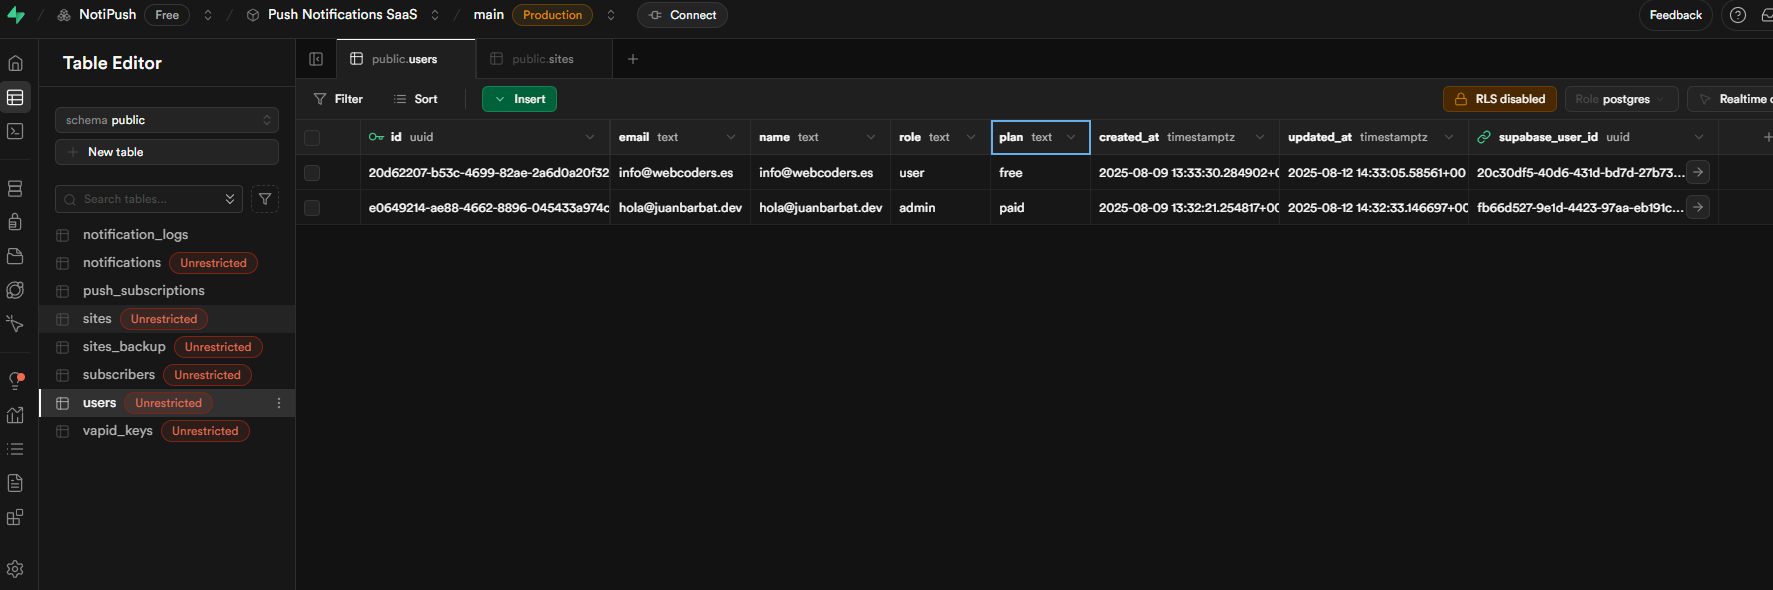 NotiPush Free Push Notifications SaaS main Production Connect Feedback
Table Editor
public.users public.sites
Filter Sort Insert RLS disabled Role postgres Realtime
schema public
New table
Search tables...
notification_logs
notifications Unrestricted
push_subscriptions
sites Unrestricted
sites_backup Unrestricted
subscribers Unrestricted
users Unrestricted
vapid_keys Unrestricted
id uuid email text name text role text plan text created_at timestamptz updated_at timestamptz supabase_user_id uuid
20d62207-b53c-4699-82ae-2a6d0a20f32 info@webcoders.es info@webcoders.es user free 2025-08-09 13:33:30.284902+0 2025-08-12 14:33:05.58561+00 20c30df5-40d6-431d-bd7d-27b73...
e0649214-ae88-4662-8896-045433a974c hola@juanbarbat.dev hola@juanbarbat.dev admin paid 2025-08-09 13:32:21.254817+00 2025-08-12 14:32:33.146697+00 fb66d527-9e1d-4423-97aa-eb191c...